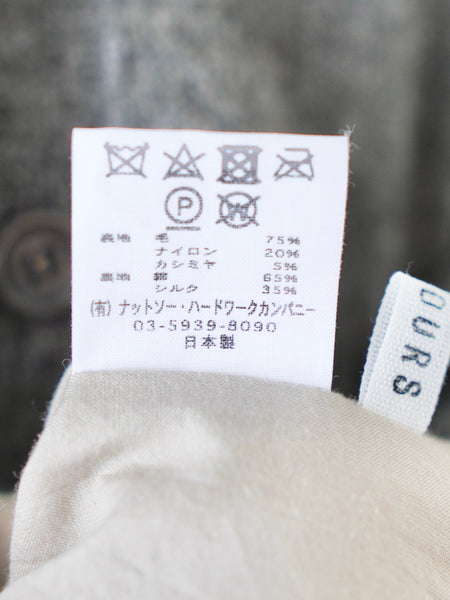 P
W
表地 毛 75%
ナイロン 20%
カシミヤ 5%
裏地 綿 65%
シルク 35%
(有) ナットソー・ハードワークカンパニー
03-5939-8090
日本製
OURS